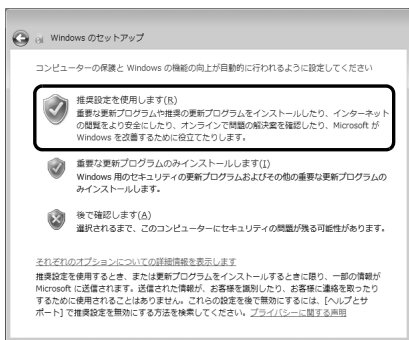 Windows のセットアップ
コンピューターの保護と Windows の機能の向上が自動的に行われるように設定してください
推奨設定を使用します(R)
重要な更新プログラムや推奨の更新プログラムをインストールしたり、インターネット
の閲覧をより安全にしたり、オンラインで問題の解決案を確認したり、Microsoft が
Windows を改善するために役立てたりします。
重要な更新プログラムのみインストールします(I)
Windows 用のセキュリティの更新プログラムおよびその他の重要な更新プログラムの
みインストールします。
後で確認します(A)
選択されるまで、このコンピューターにセキュリティの問題が残る可能性があります。
それぞれのオプションについての詳細情報を表示します
推奨設定を使用するとき、または更新プログラムをインストールするときに限り、一部の情報が
Microsoft に送信されます。送信された情報が、お客様を識別したり、お客様に連絡を取ったり
するために使用されることはありません。これらの設定を後で無効にするには、[ヘルプとサ
ポート] で推奨設定を無効にする方法を検索してください。プライバシーに関する声明